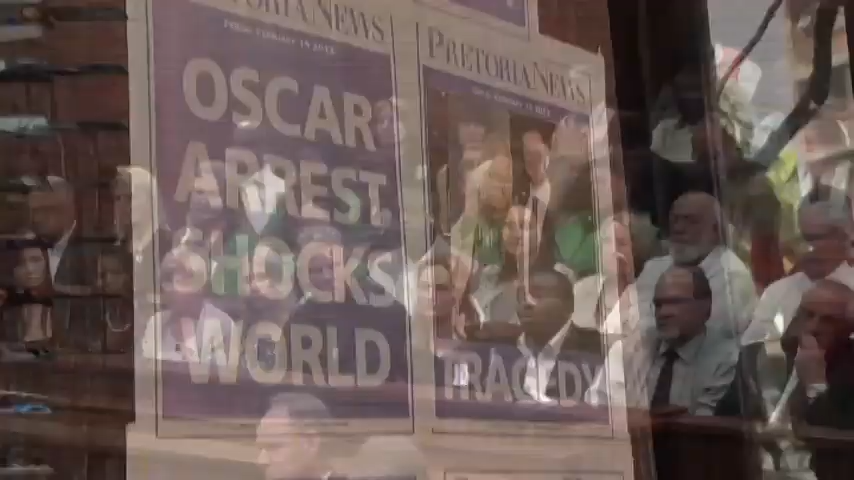 PRETORIA NEWS
OSCAR
ARREST
SHOCKS
WORLD
PRETORIA NEWS
TRAGEDY